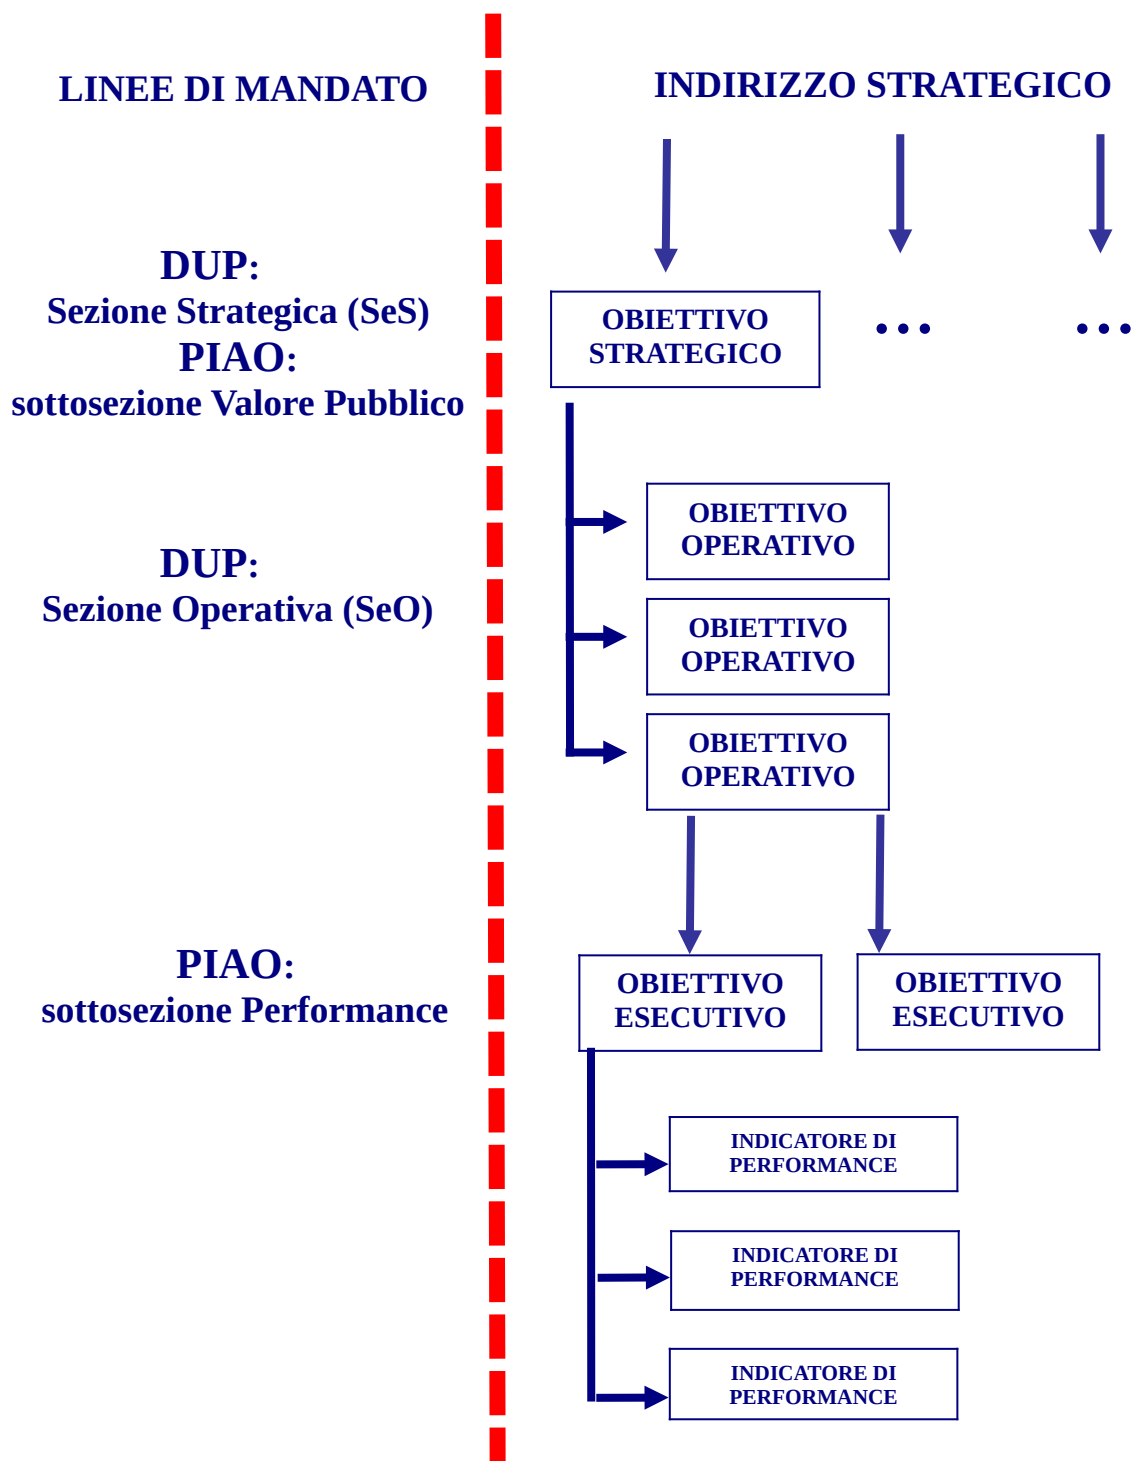 LINEE DI MANDATO
INDIRIZZO STRATEGICO
DUP:
Sezione Strategica (SeS)
PIAO:
sottosezione Valore Pubblico
OBIETTIVO
STRATEGICO
...
...
DUP:
Sezione Operativa (SeO)
OBIETTIVO
OPERATIVO
OBIETTIVO
OPERATIVO
OBIETTIVO
OPERATIVO
PIAO:
sottosezione Performance
OBIETTIVO
ESECUTIVO
OBIETTIVO
ESECUTIVO
INDICATORE DI
PERFORMANCE
INDICATORE DI
PERFORMANCE
INDICATORE DI
PERFORMANCE